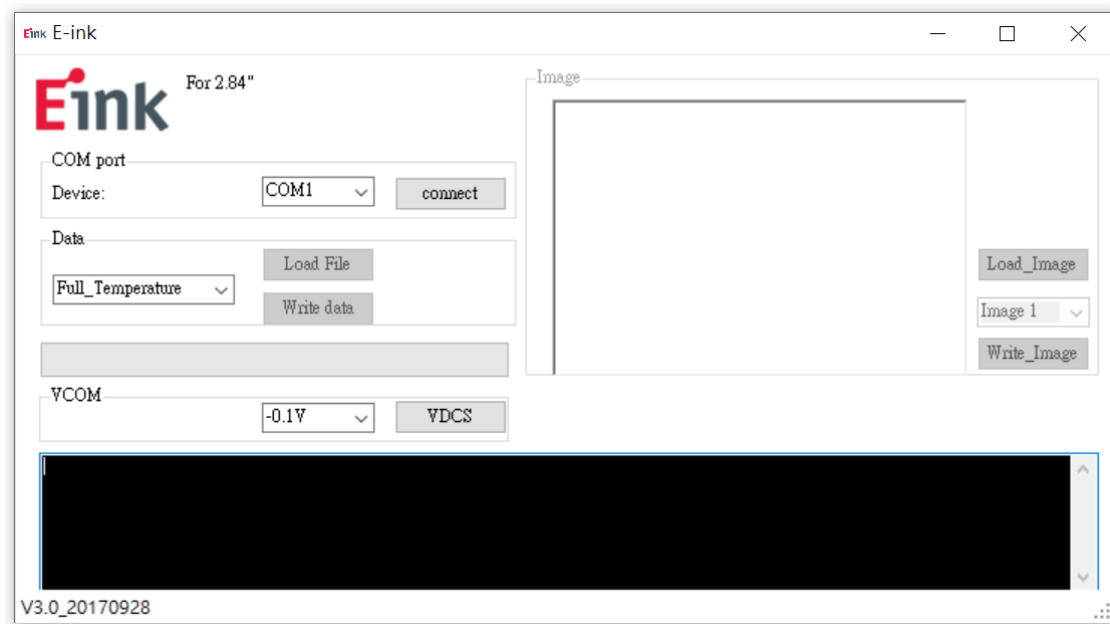 Eink E-ink
Eink
For 2.84"
COM port
Device:
COM1
connect
Data
Full_Temperature
Load File
Write data
VCOM
-0.1V
VDCS
Image
Load_Image
Image 1
Write_Image
V3.0_20170928